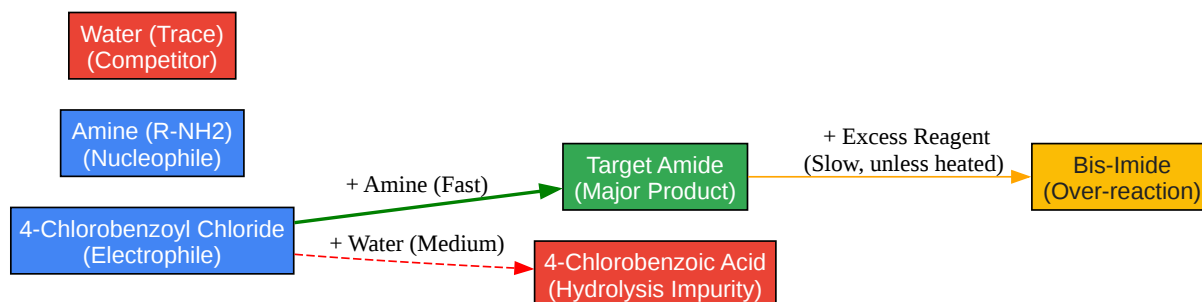 Water (Trace)
(Competitor)
Amine (R-NH2)
(Nucleophile)
4-Chlorobenzoyl Chloride
(Electrophile)
+ Amine (Fast)
+ Water (Medium)
Target Amide
(Major Product)
4-Chlorobenzoic Acid
(Hydrolysis Impurity)
+ Excess Reagent
(Slow, unless heated)
Bis-Imide
(Over-reaction)